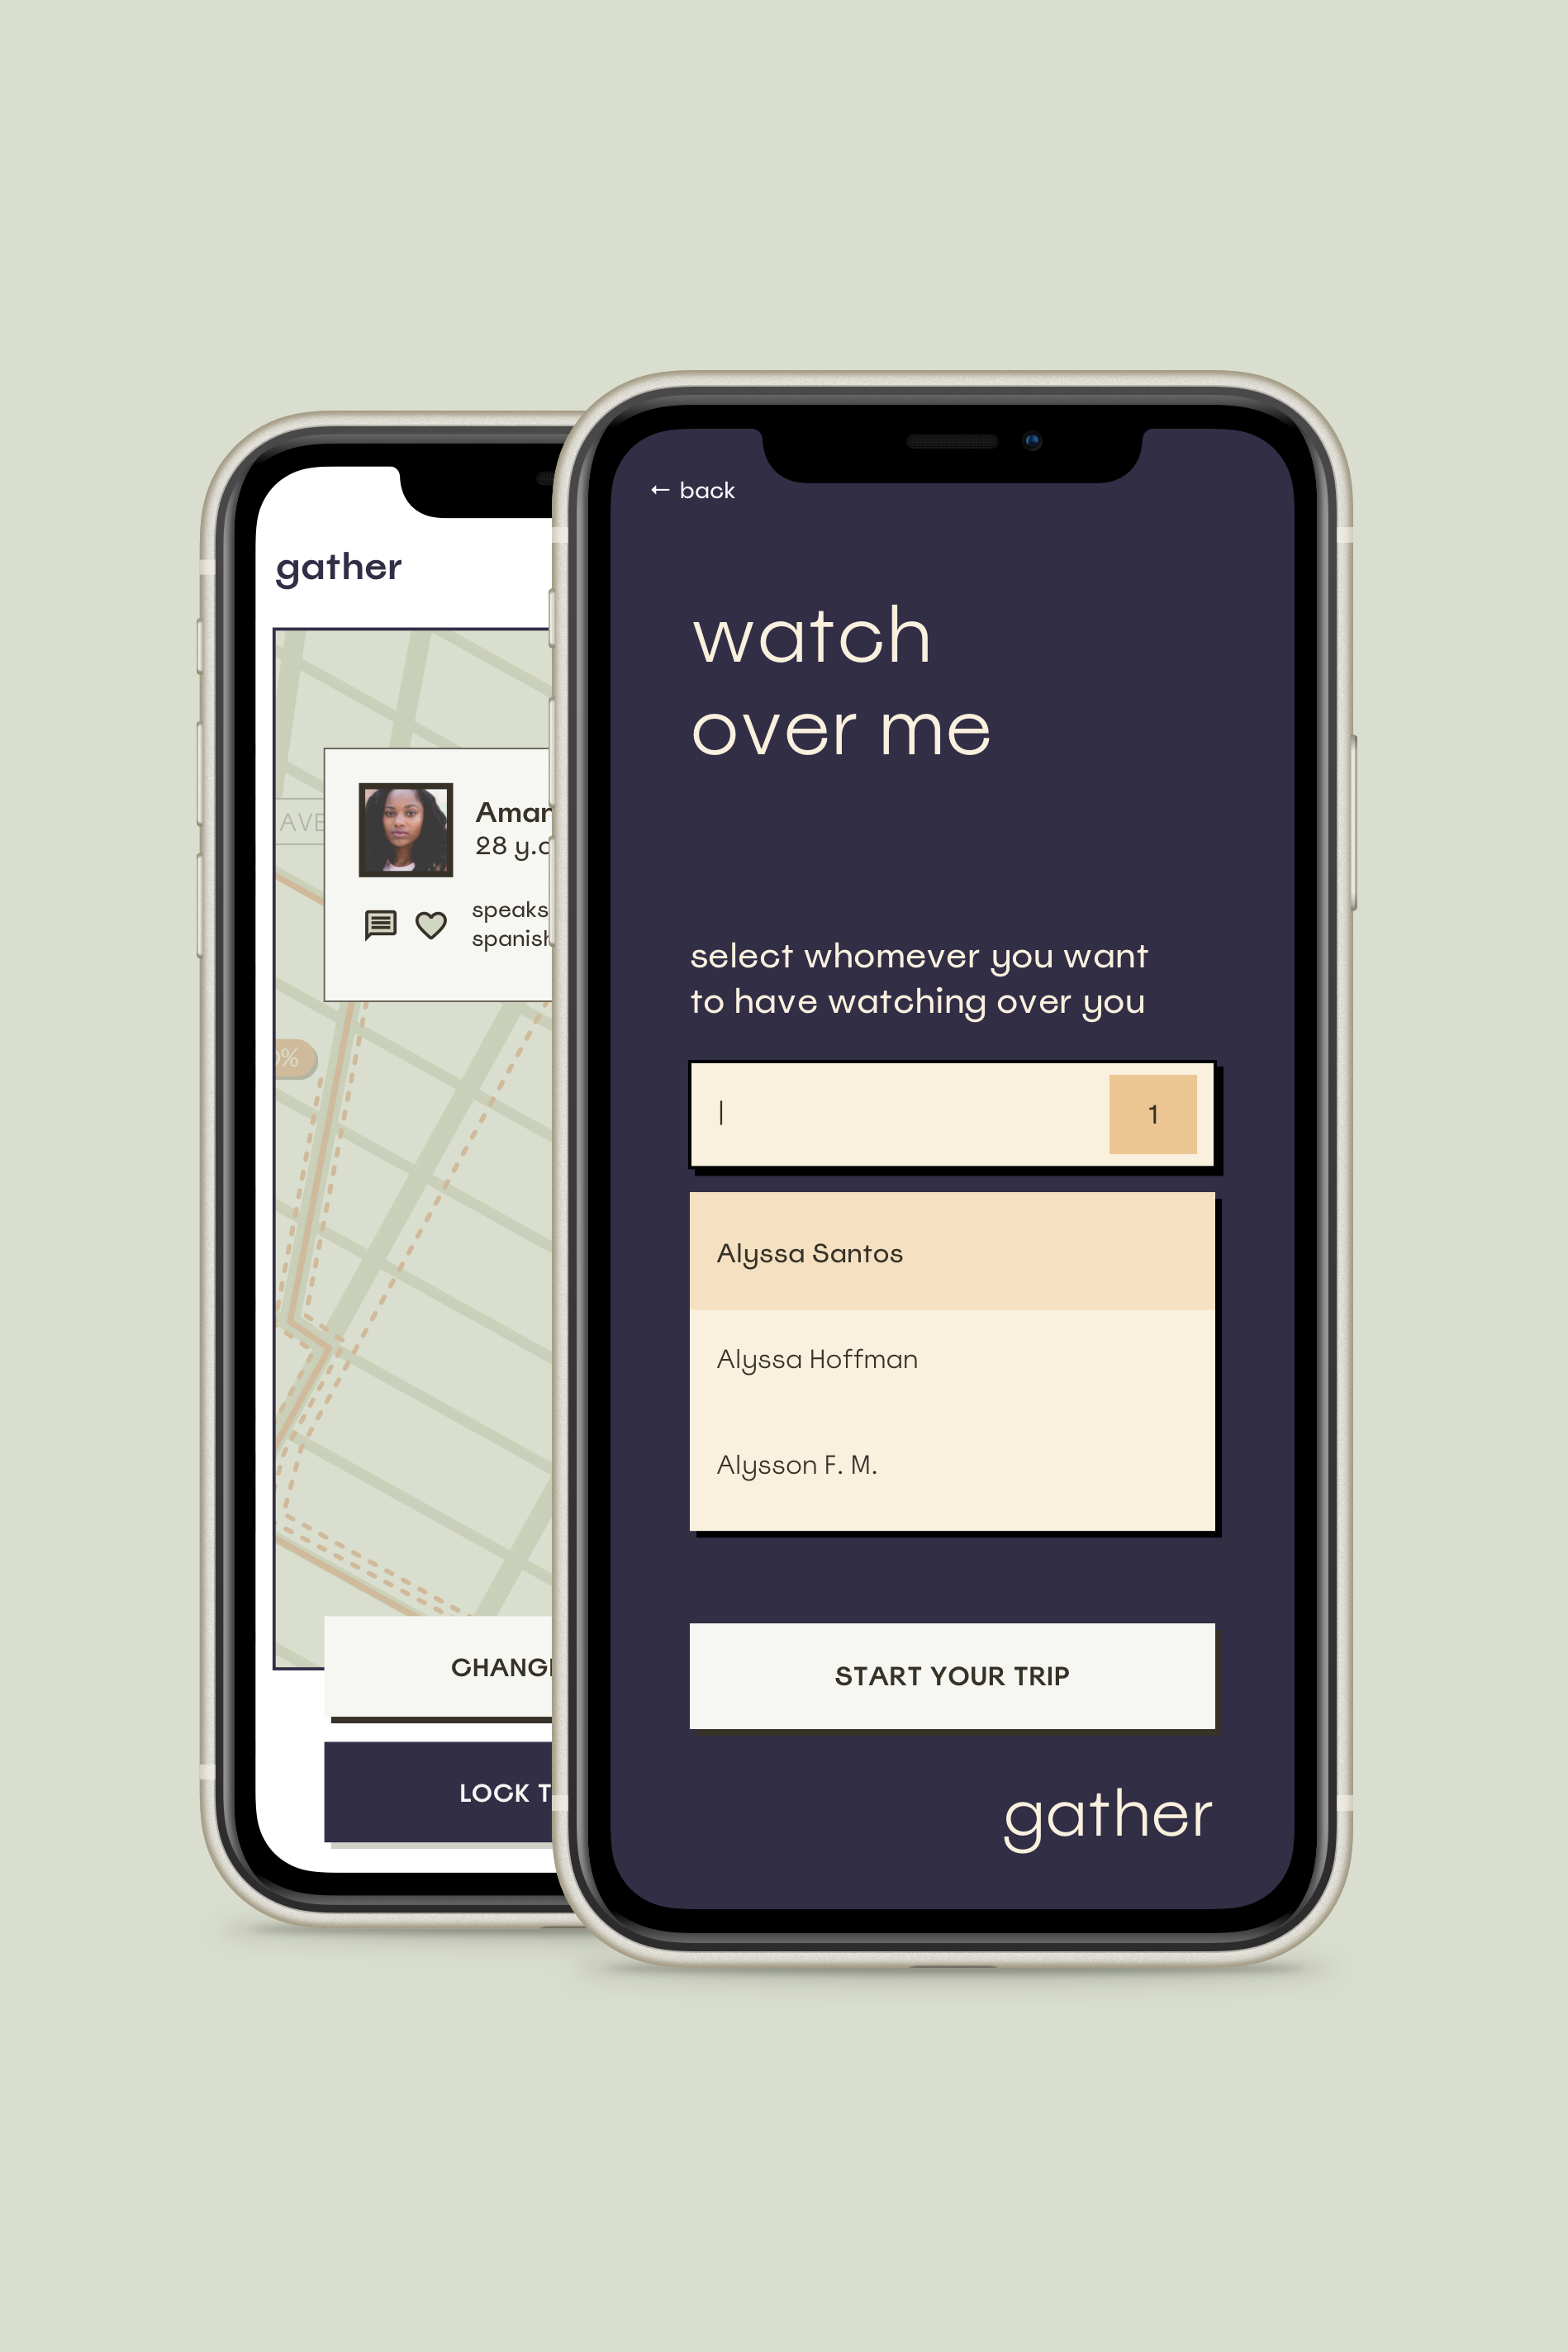 gather
AVE
Aman
28 y.o
speaks
spanish
%
CHANGE
LOCK T
← back
watch
over me
select whomever you want
to have watching over you
1
Alyssa Santos
Alyssa Hoffman
Alysson F. M.
START YOUR TRIP
gather